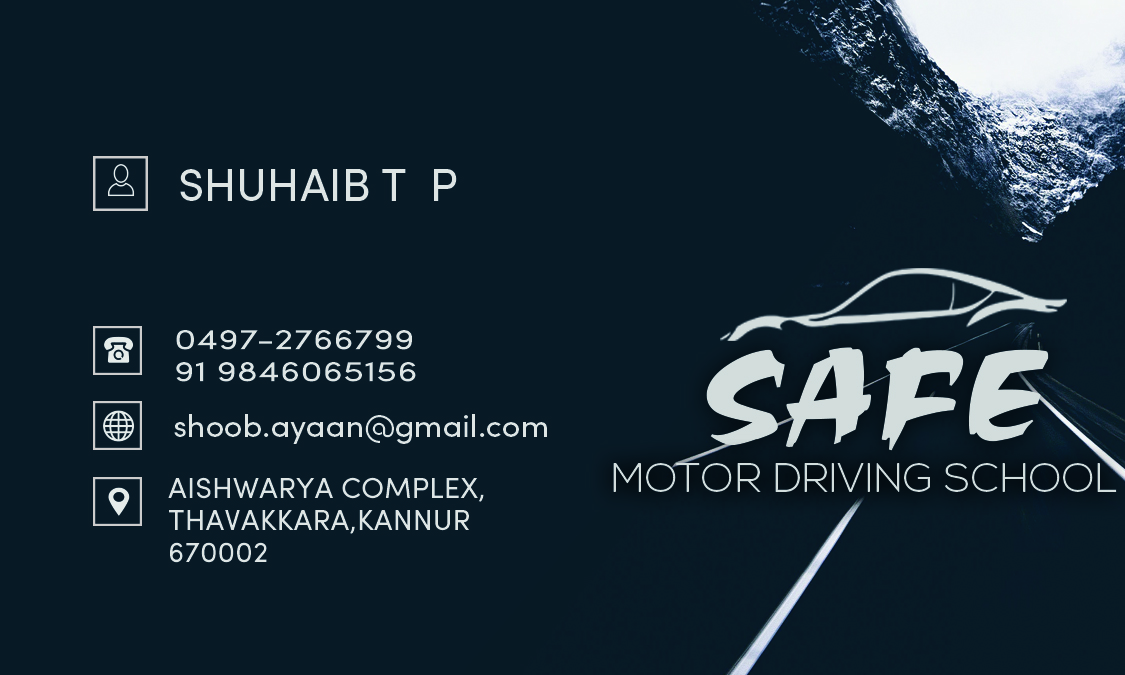 SHUHAIB T P
0497-2766799
91 9846065156
shoob.ayaan@gmail.com
AISHWARYA COMPLEX,
THAVAKKARA,KANNUR
670002
SAFE
MOTOR DRIVING SCHOOL